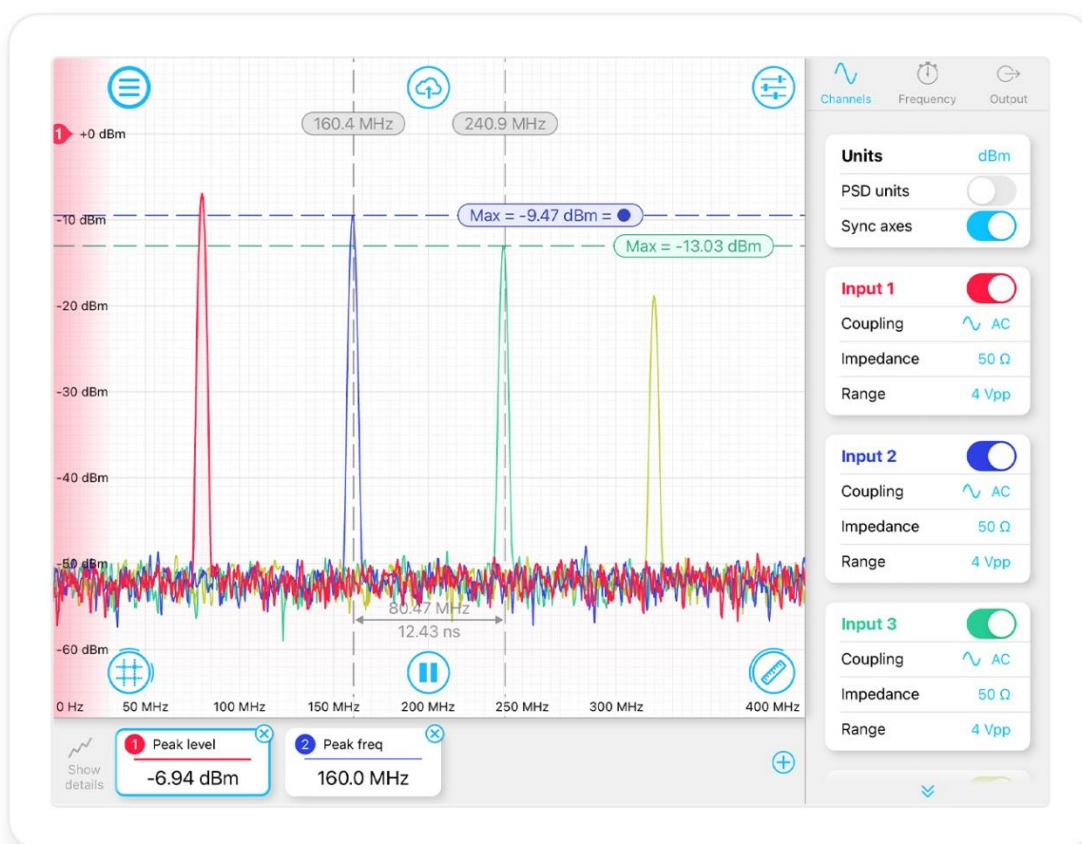 160.4 MHz
240.9 MHz
1
+0 dBm
-10 dBm
Max = -9.47 dBm =
Max = -13.03 dBm
-20 dBm
-30 dBm
-40 dBm
-50 dBm
80.47 MHz
12.43 ns
-60 dBm
0 Hz 50 MHz 100 MHz 150 MHz 200 MHz 250 MHz 300 MHz 400 MHz
Show
details
1 Peak level
-6.94 dBm
2 Peak freq
160.0 MHz
Channels Frequency Output
Units dBm
PSD units
Sync axes
Input 1
Coupling AC
Impedance 50 Ω
Range 4 Vpp
Input 2
Coupling AC
Impedance 50 Ω
Range 4 Vpp
Input 3
Coupling AC
Impedance 50 Ω
Range 4 Vpp